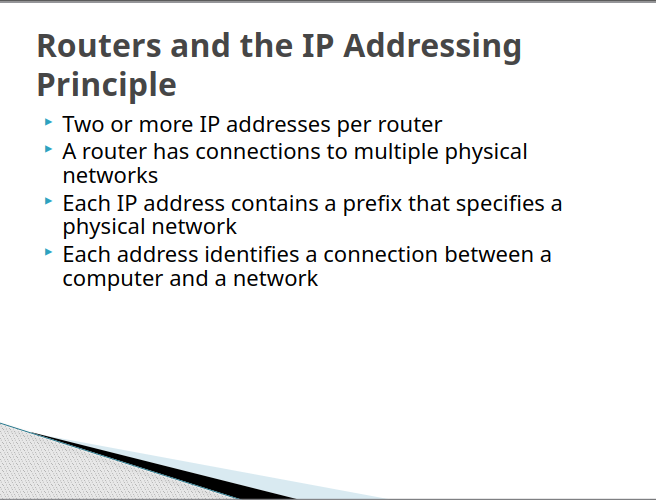 Routers and the IP Addressing
Principle
Two or more IP addresses per router
A router has connections to multiple physical
networks
Each IP address contains a prefix that specifies a
physical network
Each address identifies a connection between a
computer and a network